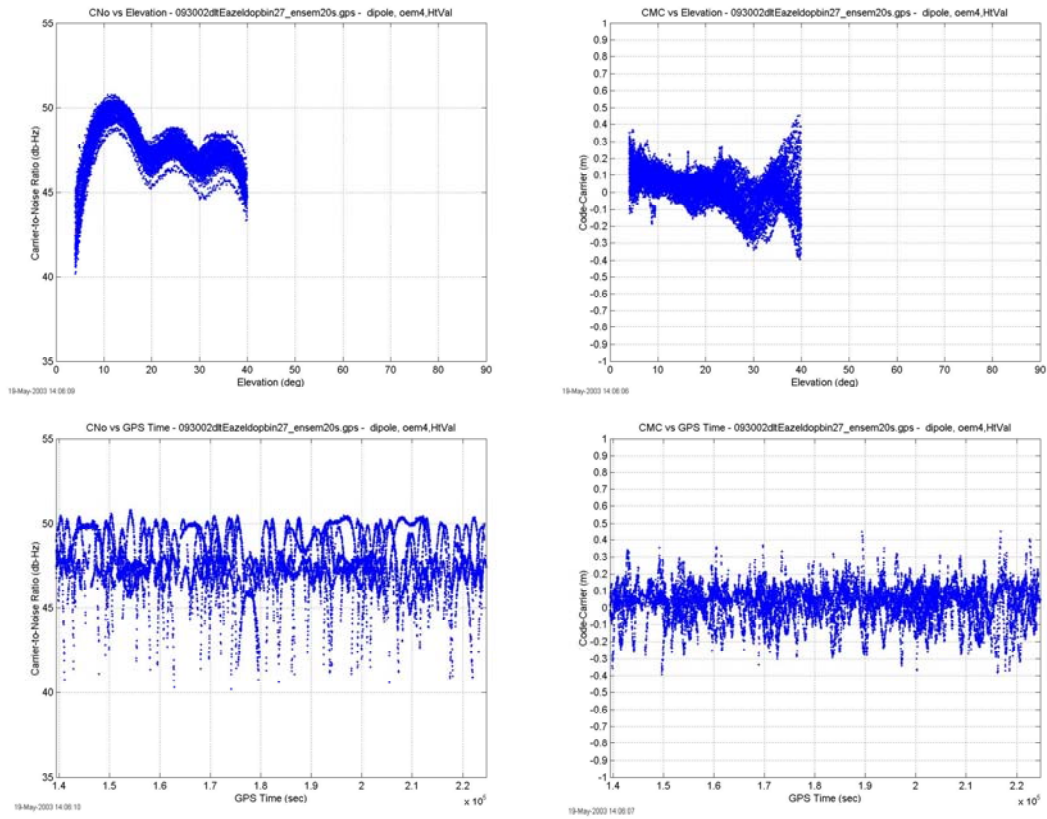 CNo vs Elevation - 093002dltEazeldopbin27_ensem20s.gps - dipole, oem4,HtVal
55
50
45
40
35
Carrier-to-Noise Ratio (db-Hz)
0 10 20 30 40 50 60 70 80 90
Elevation (deg)
19-May-2003 14:06:09
CMC vs Elevation - 093002dltEazeldopbin27_ensem20s.gps - dipole, oem4,HtVal
1
0.9
0.8
0.7
0.6
0.5
0.4
0.3
0.2
0.1
0
-0.1
-0.2
-0.3
-0.4
-0.5
-0.6
-0.7
-0.8
-0.9
-1
Code-Carrier (m)
0 10 20 30 40 50 60 70 80 90
Elevation (deg)
19-May-2003 14:06:06
CNo vs GPS Time - 093002dltEazeldopbin27_ensem20s.gps - dipole, oem4,HtVal
55
50
45
40
35
Carrier-to-Noise Ratio (db-Hz)
1.4 1.5 1.6 1.7 1.8 1.9 2 2.1 2.2
GPS Time (sec)
x 10^5
19-May-2003 14:06:10
CMC vs GPS Time - 093002dltEazeldopbin27_ensem20s.gps - dipole, oem4,HtVal
1
0.9
0.8
0.7
0.6
0.5
0.4
0.3
0.2
0.1
0
-0.1
-0.2
-0.3
-0.4
-0.5
-0.6
-0.7
-0.8
-0.9
-1
Code-Carrier (m)
1.4 1.5 1.6 1.7 1.8 1.9 2 2.1 2.2
GPS Time (sec)
x 10^5
19-May-2003 14:06:07